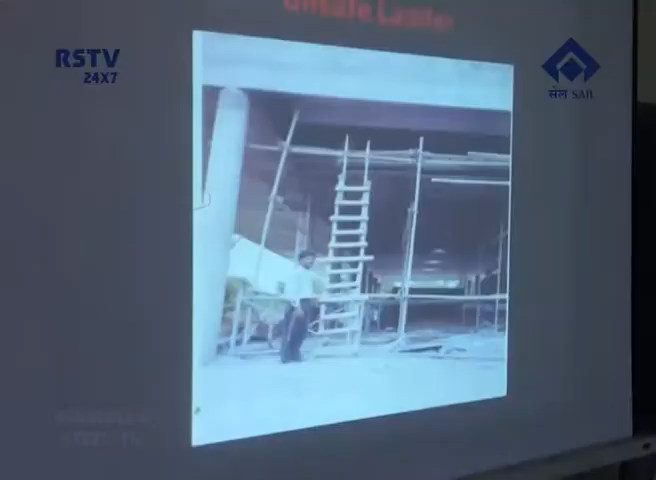 Unsafe Ladder
RSTV
24X7
सेल SAIL